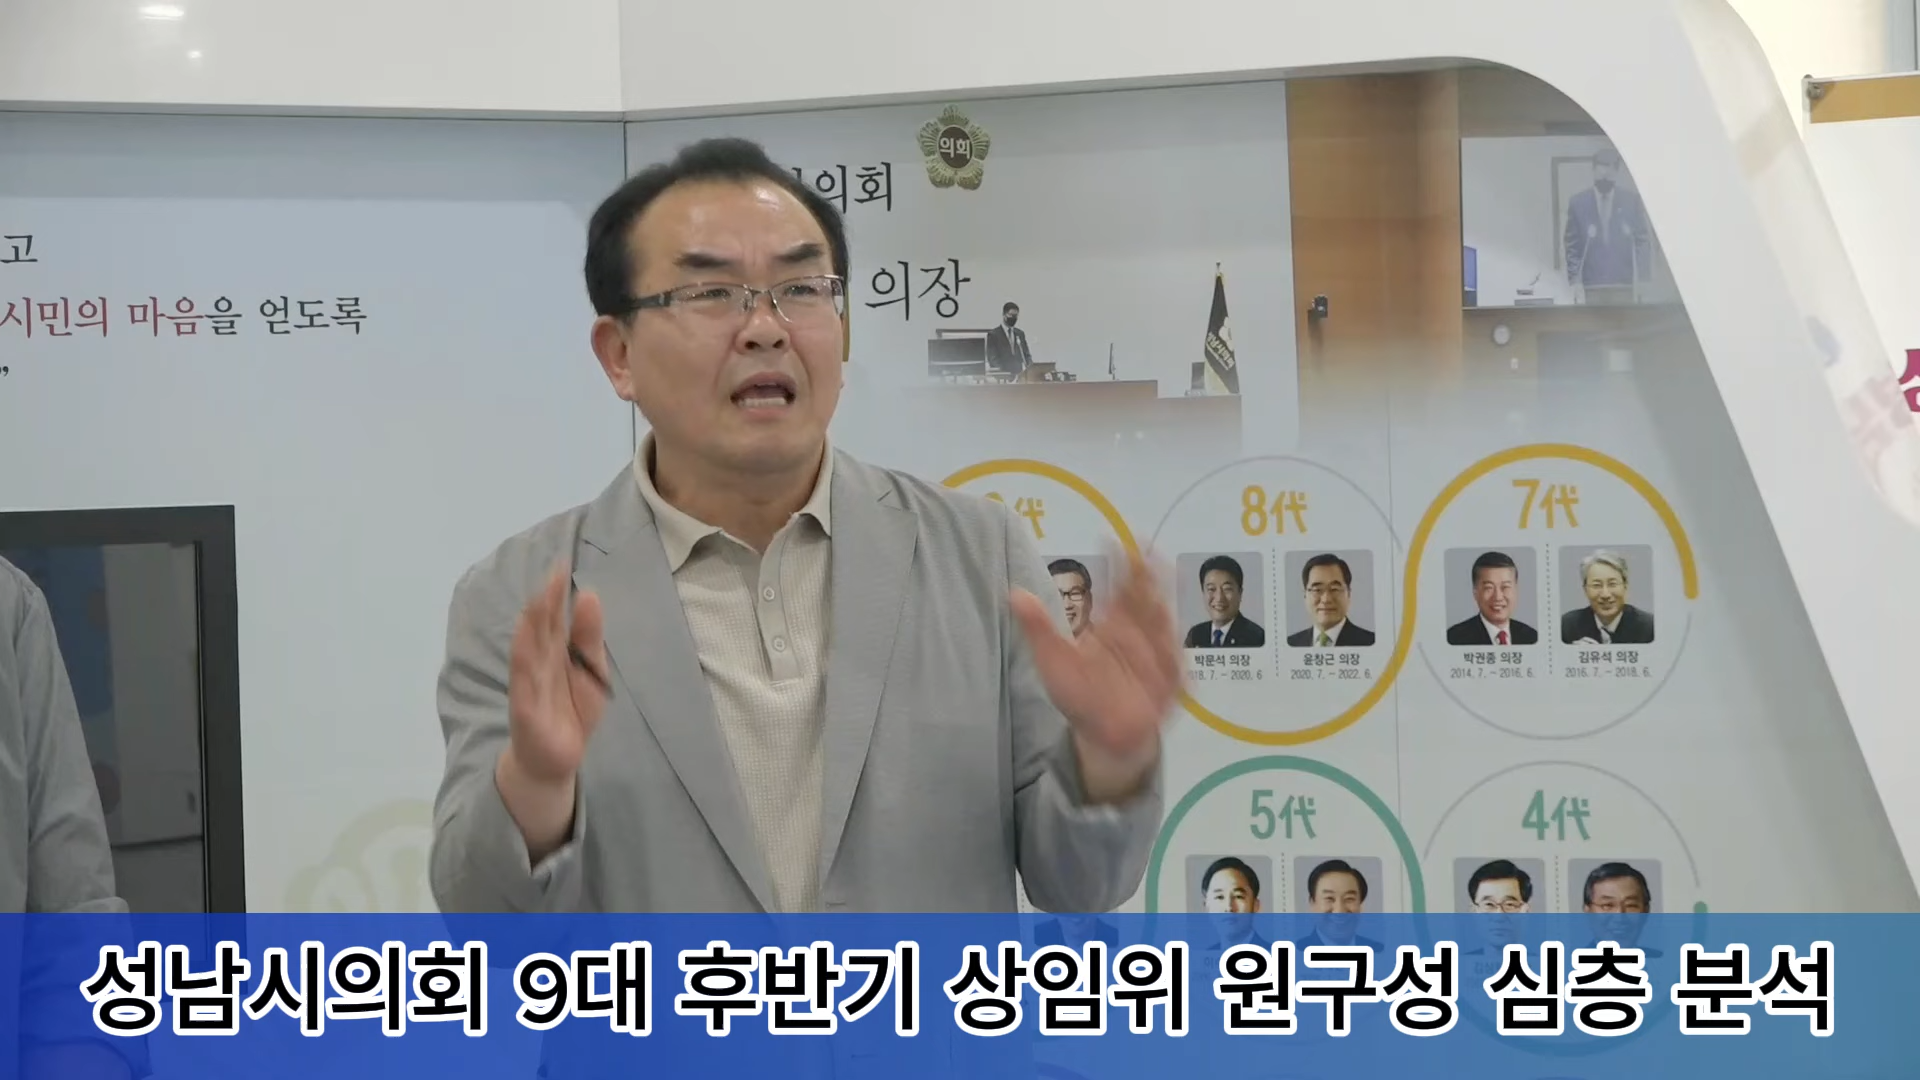 의회
의회
고
시민의 마음을 얻도록
”
의장
8代
7代
박문석 의장
윤창근 의장
박권종 의장
김유석 의장
18. 7. ~ 2020. 6
2020. 7. ~ 2022. 6.
2014. 7. ~ 2016. 6.
2016. 7. ~ 2018. 6.
5代
4代
성남시의회 9대 후반기 상임위 원구성 심층 분석